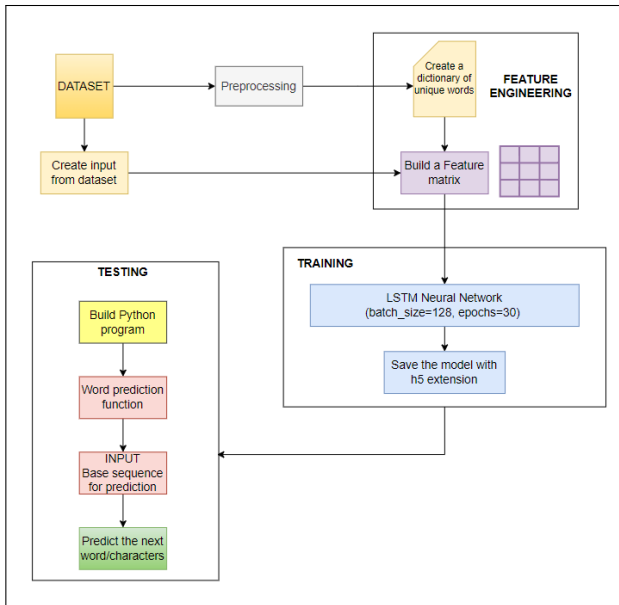 DATASET
Preprocessing
Create a
dictionary of
unique words
FEATURE
ENGINEERING
Create input
from dataset
Build a Feature
matrix
TRAINING
LSTM Neural Network
(batch_size=128, epochs=30)
Save the model with
h5 extension
TESTING
Build Python
program
Word prediction
function
INPUT
Base sequence
for prediction
Predict the next
word/characters